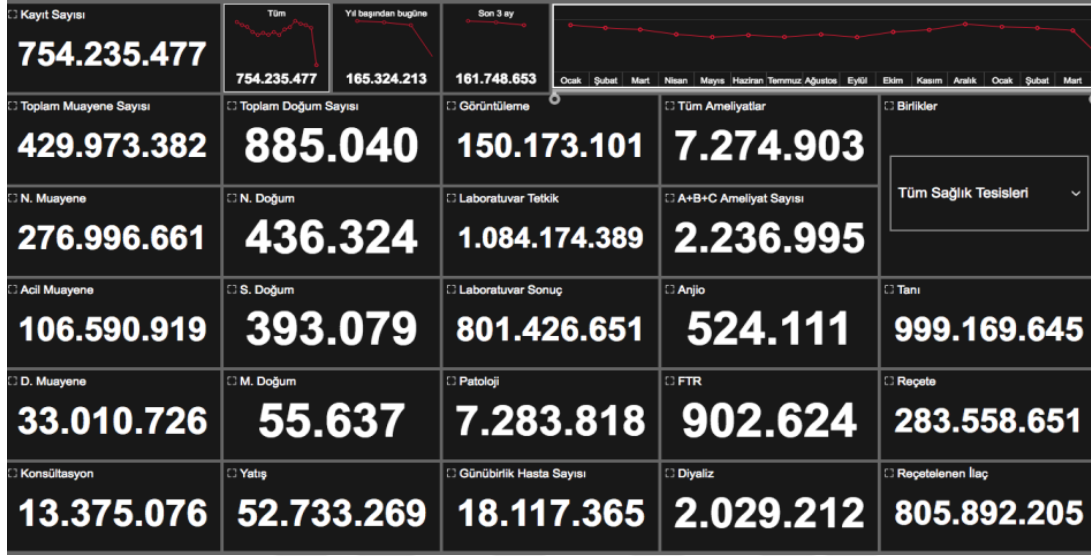 Kayıt Sayısı
754.235.477
Tüm
754.235.477
Yıl başından bugüne
165.324.213
Son 3 ay
161.748.653
Ocak Şubat Mart Nisan Mayıs Haziran Temmuz Ağustos Eylül Ekim Kasım Aralık Ocak Şubat Mart
Toplam Muayene Sayısı
429.973.382
Toplam Doğum Sayısı
885.040
Görüntüleme
150.173.101
Tüm Ameliyatlar
7.274.903
Birlikler
Tüm Sağlık Tesisleri
N. Muayene
276.996.661
N. Doğum
436.324
Laboratuvar Tetkik
1.084.174.389
A+B+C Ameliyat Sayısı
2.236.995
Acil Muayene
106.590.919
S. Doğum
393.079
Laboratuvar Sonuç
801.426.651
Anjio
524.111
Tanı
999.169.645
D. Muayene
33.010.726
M. Doğum
55.637
Patoloji
7.283.818
FTR
902.624
Reçete
283.558.651
Konsültasyon
13.375.076
Yatış
52.733.269
Günübirlik Hasta Sayısı
18.117.365
Diyaliz
2.029.212
Reçetelenen İlaç
805.892.205